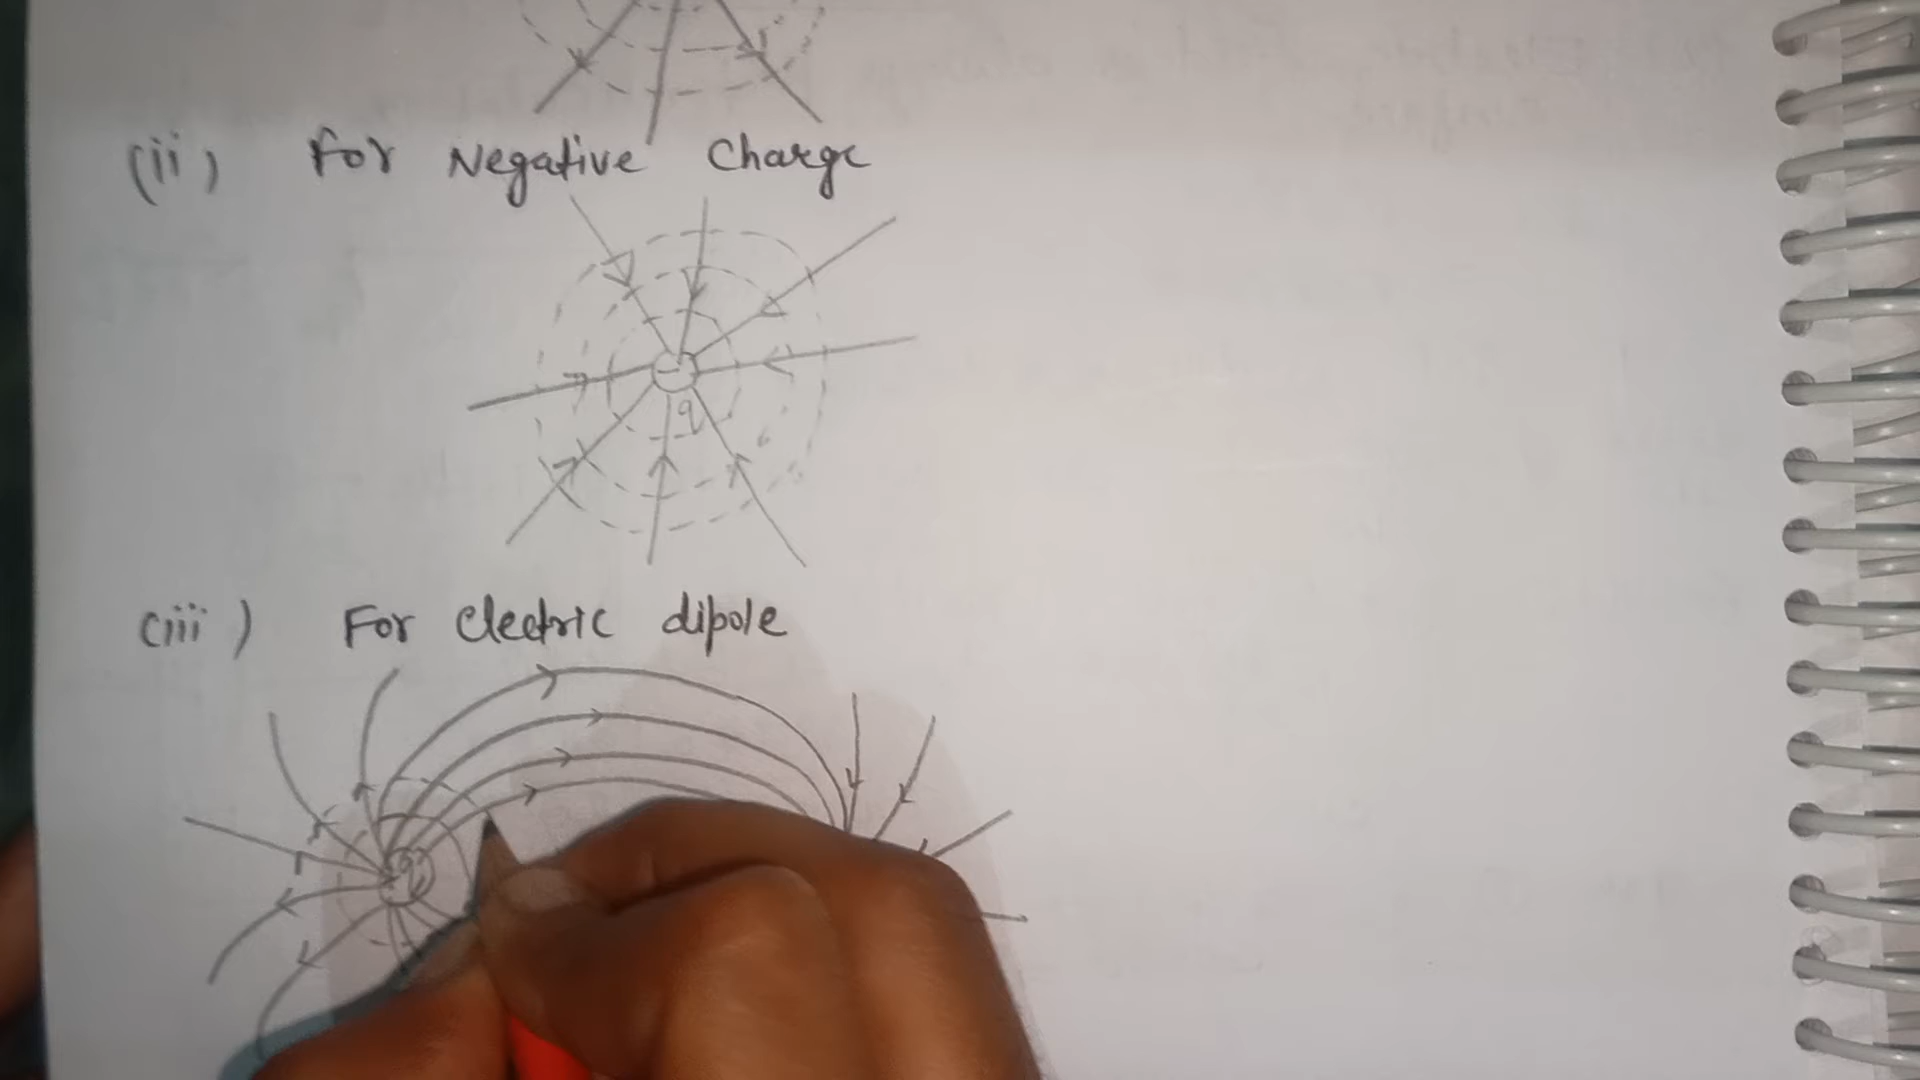 (ii) For Negative Charge
-
q
(iii) For electric dipole